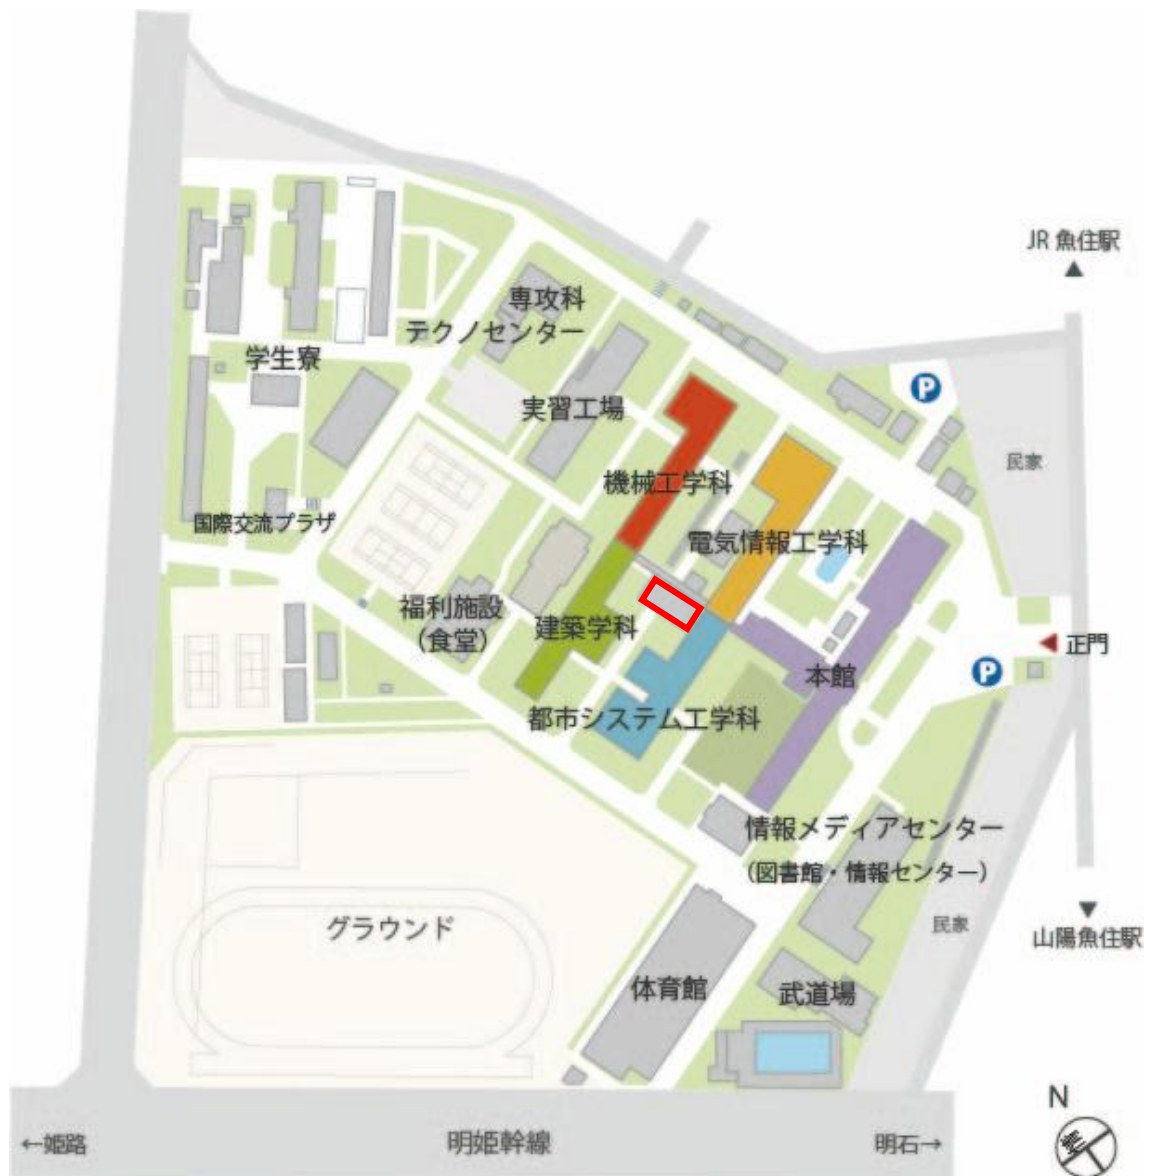 JR 魚住駅
専攻科
テクノセンター
学生寮
P
実習工場
民家
機械工学科
国際交流プラザ
電気情報工学科
福利施設
(食堂)
建築学科
正門
P
本館
都市システム工学科
情報メディアセンター
(図書館・情報センター)
グラウンド
民家
山陽魚住駅
体育館
武道場
N
←姫路
明姫幹線
明石→